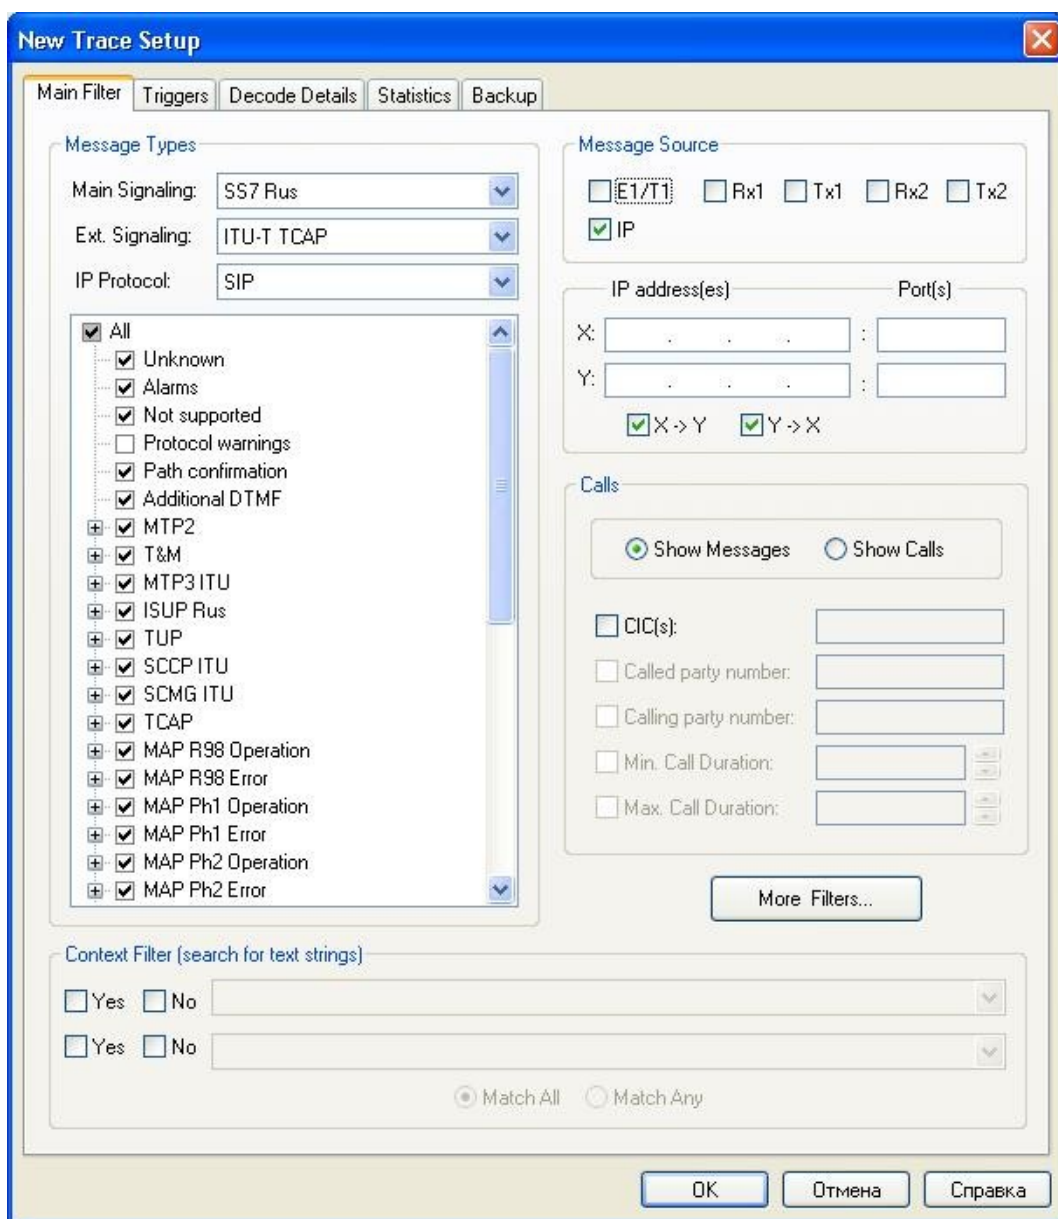 New Trace Setup
Main Filter Triggers Decode Details Statistics Backup
Message Types
Main Signaling: SS7 Rus
Ext. Signaling: ITU-T TCAP
IP Protocol: SIP
All
Unknown
Alarms
Not supported
Protocol warnings
Path confirmation
Additional DTMF
MTP2
T&M
MTP3 ITU
ISUP Rus
TUP
SCCP ITU
SCMG ITU
TCAP
MAP R98 Operation
MAP R98 Error
MAP Ph1 Operation
MAP Ph1 Error
MAP Ph2 Operation
MAP Ph2 Error
Message Source
E1/T1 Rx1 Tx1 Rx2 Tx2
IP
IP address(es) Port(s)
X: . . . :
Y: . . . :
X -> Y Y -> X
Calls
Show Messages Show Calls
CIC(s):
Called party number:
Calling party number:
Min. Call Duration:
Max. Call Duration:
More Filters...
Context Filter (search for text strings)
Yes No
Yes No
Match All Match Any
OK Отмена Справка